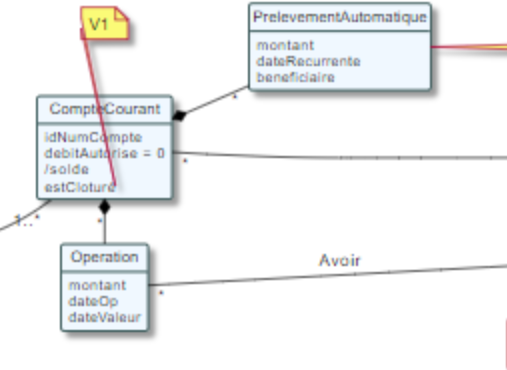 V1
PrelevementAutomatique
montant
dateRecurrente
beneficiaire
*
CompteCourant
idNumCompte
debitAutorise = 0
/solde
estCloture
*
1..*
*
Operation
montant
dateOp
dateValeur
*
Avoir